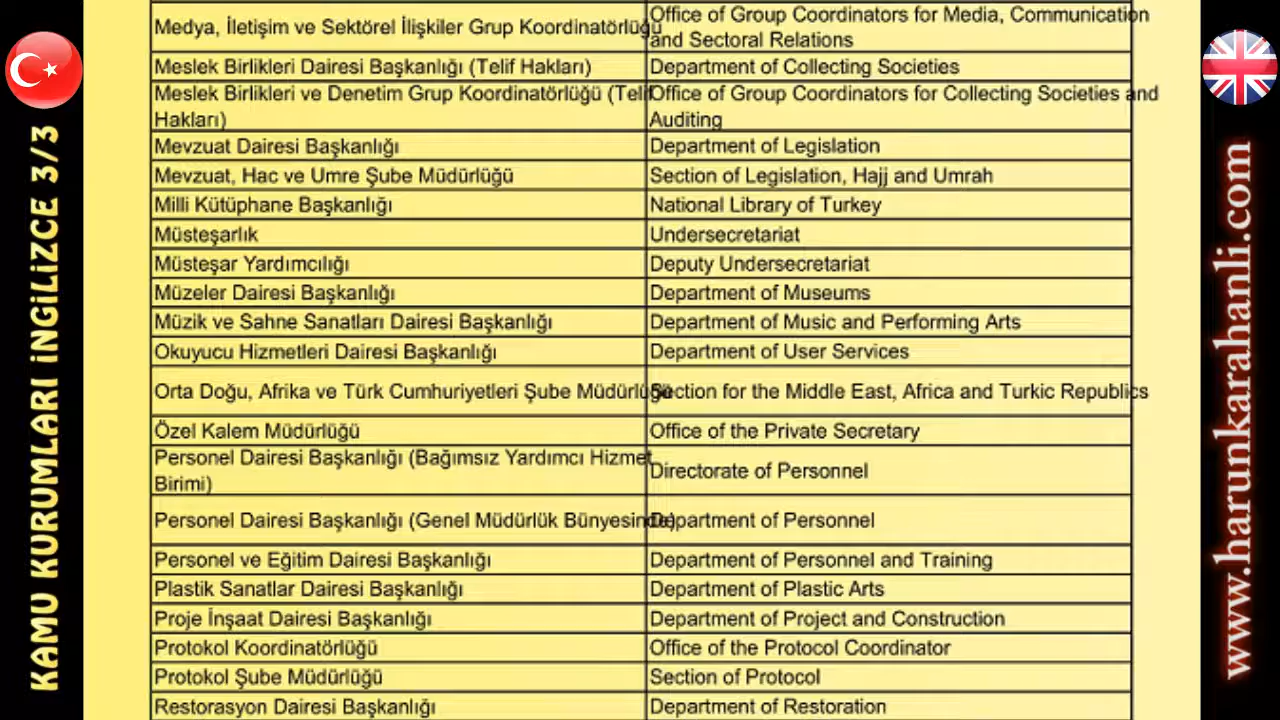 KAMU KURUMLARI İNGİLİZCE 3/3
Medya, İletişim ve Sektörel İlişkiler Grup Koordinatörlüğü
Office of Group Coordinators for Media, Communication
and Sectoral Relations
Meslek Birlikleri Dairesi Başkanlığı (Telif Hakları)
Department of Collecting Societies
Meslek Birlikleri ve Denetim Grup Koordinatörlüğü (Telif
Hakları)
Office of Group Coordinators for Collecting Societies and
Auditing
Mevzuat Dairesi Başkanlığı
Department of Legislation
Mevzuat, Hac ve Umre Şube Müdürlüğü
Section of Legislation, Hajj and Umrah
Milli Kütüphane Başkanlığı
National Library of Turkey
Müsteşarlık
Undersecretariat
Müsteşar Yardımcılığı
Deputy Undersecretariat
Müzeler Dairesi Başkanlığı
Department of Museums
Müzik ve Sahne Sanatları Dairesi Başkanlığı
Department of Music and Performing Arts
Okuyucu Hizmetleri Dairesi Başkanlığı
Department of User Services
Orta Doğu, Afrika ve Türk Cumhuriyetleri Şube Müdürlüğü
Section for the Middle East, Africa and Turkic Republics
Özel Kalem Müdürlüğü
Office of the Private Secretary
Personel Dairesi Başkanlığı (Bağımsız Yardımcı Hizmet
Birimi)
Directorate of Personnel
Personel Dairesi Başkanlığı (Genel Müdürlük Bünyesinde)
Department of Personnel
Personel ve Eğitim Dairesi Başkanlığı
Department of Personnel and Training
Plastik Sanatlar Dairesi Başkanlığı
Department of Plastic Arts
Proje İnşaat Dairesi Başkanlığı
Department of Project and Construction
Protokol Koordinatörlüğü
Office of the Protocol Coordinator
Protokol Şube Müdürlüğü
Section of Protocol
Restorasyon Dairesi Başkanlığı
Department of Restoration
www.harunkarahanli.com